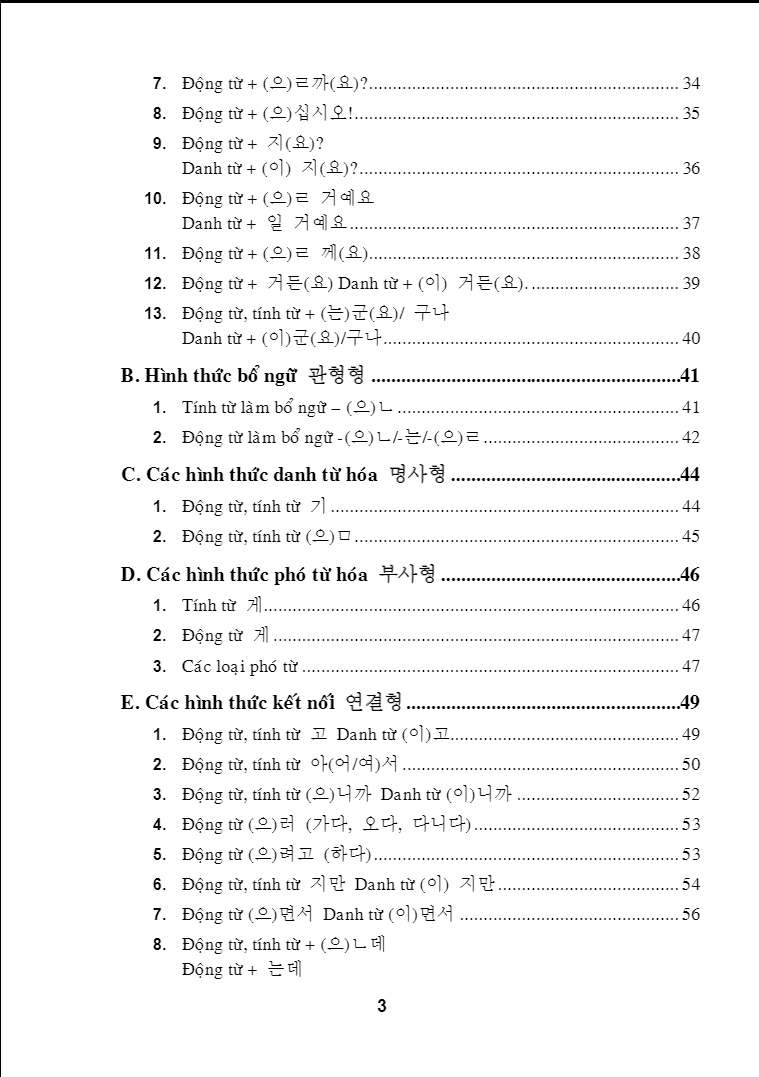 7. Động từ + (으)ㄹ까(요)?.................................................................. 34
8. Động từ + (으)십시오!..................................................................... 35
9. Động từ + 지(요)?
Danh từ + (이) 지(요)?.................................................................... 36
10. Động từ + (으)ㄹ 거예요
Danh từ + 일 거예요...................................................................... 37
11. Động từ + (으)ㄹ 께(요).................................................................. 38
12. Động từ + 거든(요) Danh từ + (이) 거든(요). ............................... 39
13. Động từ, tính từ + (는)군(요)/ 구나
Danh từ + (이)군(요)/구나............................................................... 40
B. Hình thức bổ ngữ 관형형 .............................................................41
1. Tính từ làm bổ ngữ – (으)ㄴ ............................................................ 41
2. Động từ làm bổ ngữ -(으)ㄴ/-는/-(으)ㄹ ......................................... 42
C. Các hình thức danh từ hóa 명사형 .............................................44
1. Động từ, tính từ 기 .......................................................................... 44
2. Động từ, tính từ (으)ㅁ ..................................................................... 45
D. Các hình thức phó từ hóa 부사형 ...............................................46
1. Tính từ 게........................................................................................ 46
2. Động từ 게 ...................................................................................... 47
3. Các loại phó từ ................................................................................ 47
E. Các hình thức kết nối 연결형 ......................................................49
1. Động từ, tính từ 고 Danh từ (이)고................................................. 49
2. Động từ, tính từ 아(어/여)서 ........................................................... 50
3. Động từ, tính từ (으)니까 Danh từ (이)니까 ................................... 52
4. Động từ (으)러 (가다, 오다, 다니다) ............................................ 53
5. Động từ (으)려고 (하다)................................................................. 53
6. Động từ, tính từ 지만 Danh từ (이) 지만 ....................................... 54
7. Động từ (으)면서 Danh từ (이)면서 ............................................... 56
8. Động từ, tính từ + (으)ㄴ데
Động từ + 는데
3